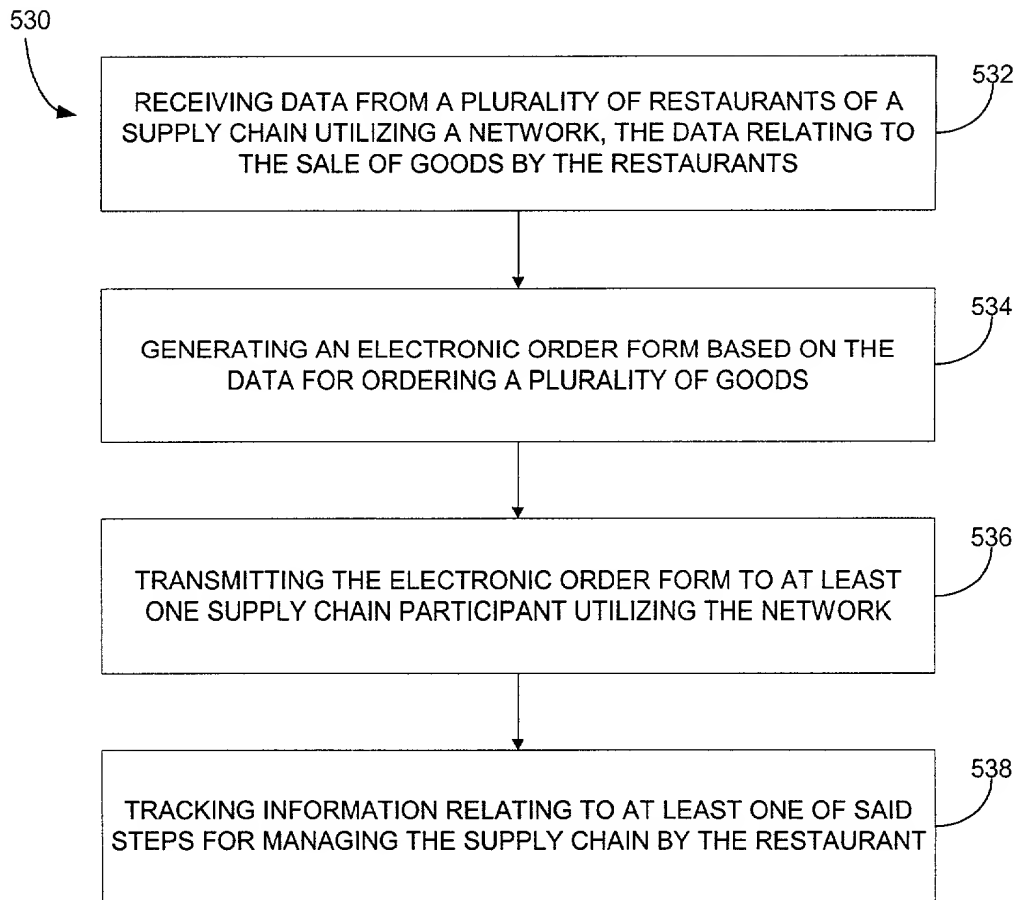 530
532
RECEIVING DATA FROM A PLURALITY OF RESTAURANTS OF A
SUPPLY CHAIN UTILIZING A NETWORK, THE DATA RELATING TO
THE SALE OF GOODS BY THE RESTAURANTS
534
GENERATING AN ELECTRONIC ORDER FORM BASED ON THE
DATA FOR ORDERING A PLURALITY OF GOODS
536
TRANSMITTING THE ELECTRONIC ORDER FORM TO AT LEAST
ONE SUPPLY CHAIN PARTICIPANT UTILIZING THE NETWORK
538
TRACKING INFORMATION RELATING TO AT LEAST ONE OF SAID
STEPS FOR MANAGING THE SUPPLY CHAIN BY THE RESTAURANT